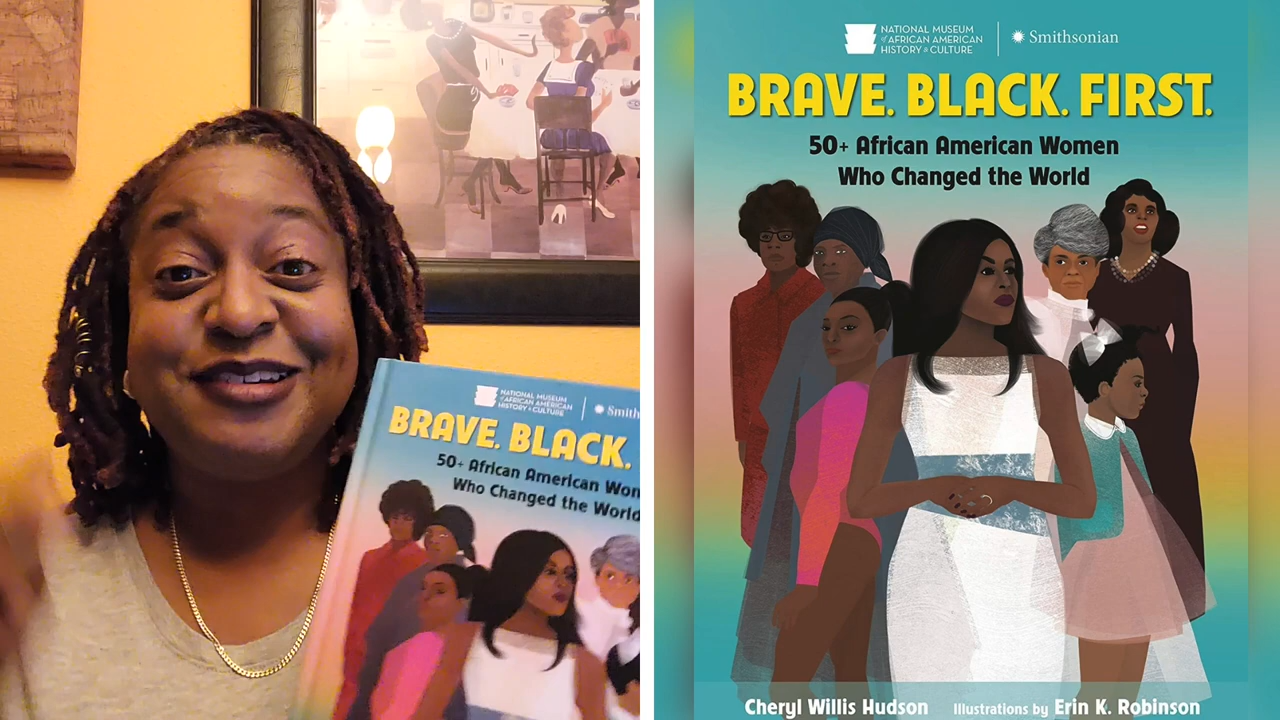 NATIONAL MUSEUM
of AFRICAN AMERICAN
HISTORY & CULTURE
Smith
BRAVE. BLACK.
50+ African American Wom
Who Changed the World
NATIONAL MUSEUM
of AFRICAN AMERICAN
HISTORY & CULTURE
Smithsonian
BRAVE. BLACK. FIRST.
50+ African American Women
Who Changed the World
Cheryl Willis Hudson Illustrations by Erin K. Robinson